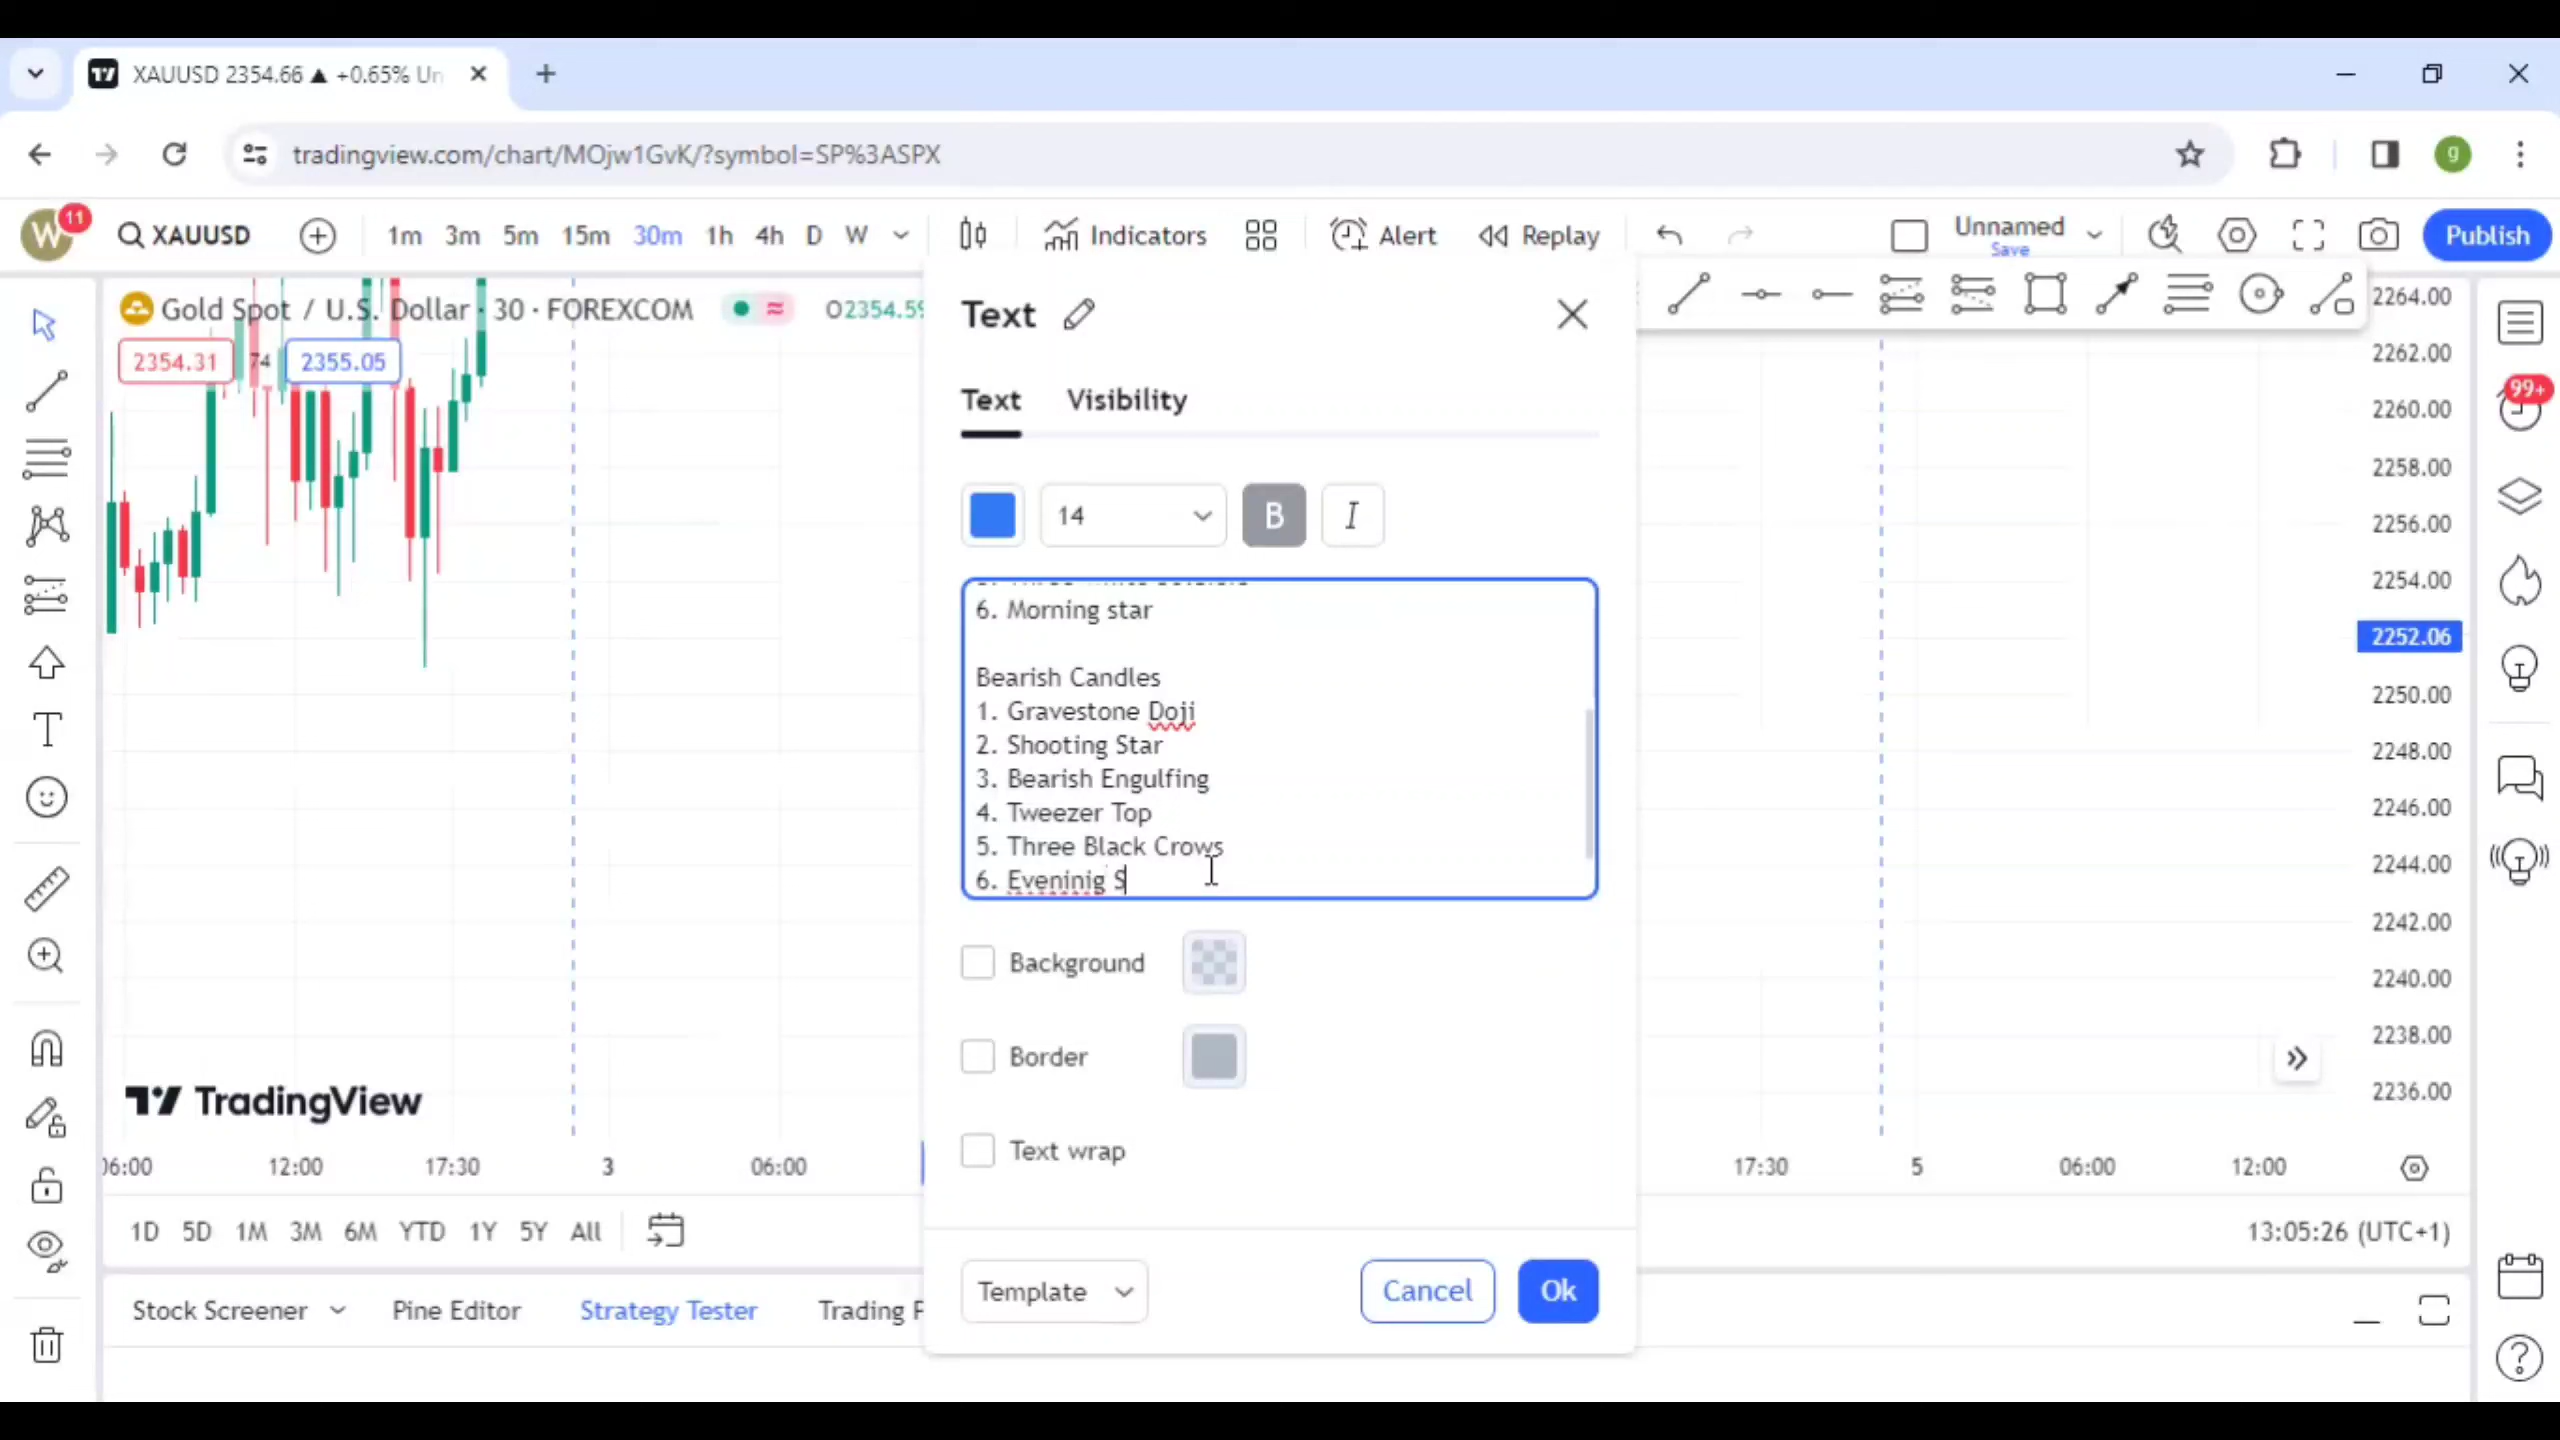 XAUUSD 2354.66 ▲ +0.65% Un
tradingview.com/chart/MOjw1GvK/?symbol=SP%3ASPX
g
W
11
XAUUSD
1m 3m 5m 15m 30m 1h 4h D W
Indicators
Alert
Replay
Unnamed
Save
Publish
Gold Spot / U.S. Dollar · 30 · FOREXCOM
O2354.59
2354.31
74
2355.05
Text
Text
Visibility
14
B
I
6. Morning star
Bearish Candles
1. Gravestone Doji
2. Shooting Star
3. Bearish Engulfing
4. Tweezer Top
5. Three Black Crows
6. Eveninig S
Background
Border
Text wrap
Template
Cancel
Ok
2264.00
2262.00
2260.00
2258.00
2256.00
2254.00
2252.06
2250.00
2248.00
2246.00
2244.00
2242.00
2240.00
2238.00
2236.00
99+
TradingView
06:00 12:00 17:30 3 06:00 17:30 5 06:00 12:00
1D 5D 1M 3M 6M YTD 1Y 5Y All
13:05:26 (UTC+1)
Stock Screener
Pine Editor
Strategy Tester
Trading P